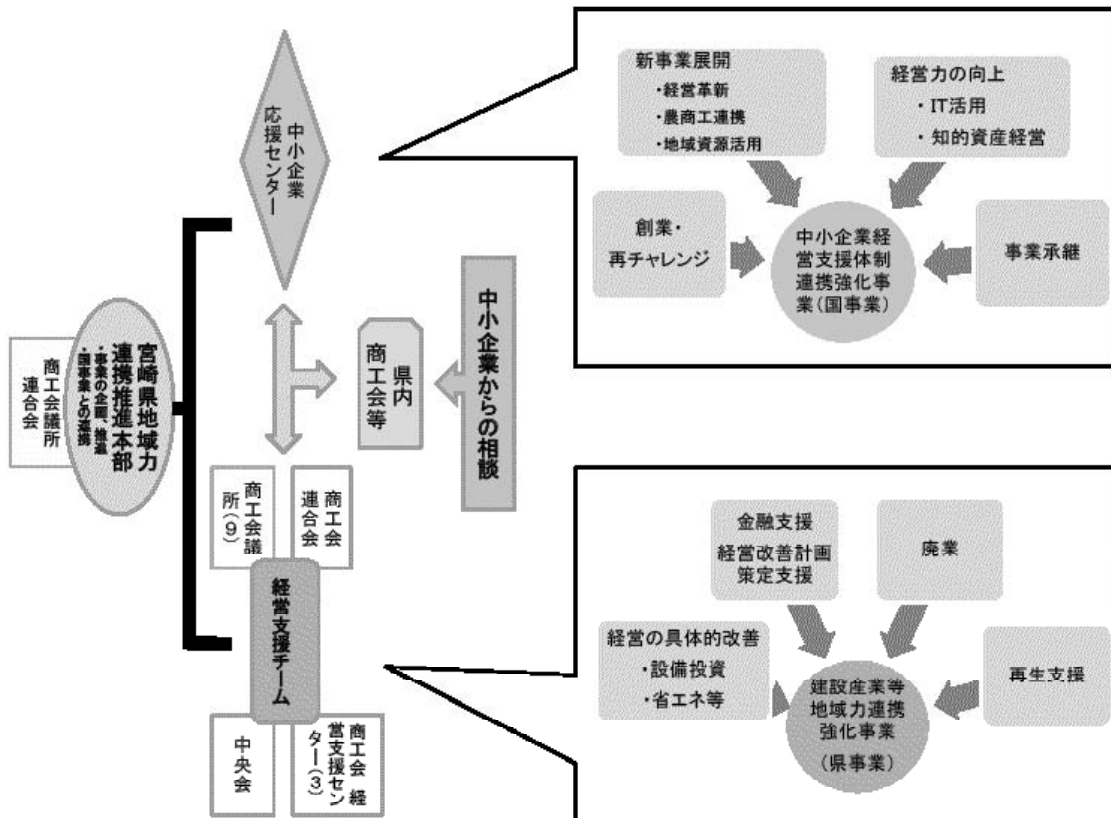 中小企業
応援センター
宮崎県地域力
連携推進本部
・事業の企画、推進
・国事業との連携
商工会議所
連合会
県内
商工会等
中小企業からの相談
商工会議
所(9)
商工会
連合会
経営支援チーム
中央会
商工会 経
営支援セン
ター(3)
新事業展開
・経営革新
・農商工連携
・地域資源活用
経営力の向上
・IT活用
・知的資産経営
創業・
再チャレンジ
中小企業経
営支援体制
連携強化事
業(国事業)
事業承継
金融支援
経営改善計画
策定支援
廃業
経営の具体的改善
・設備投資
・省エネ等
建設産業等
地域力連携
強化事業
(県事業)
再生支援